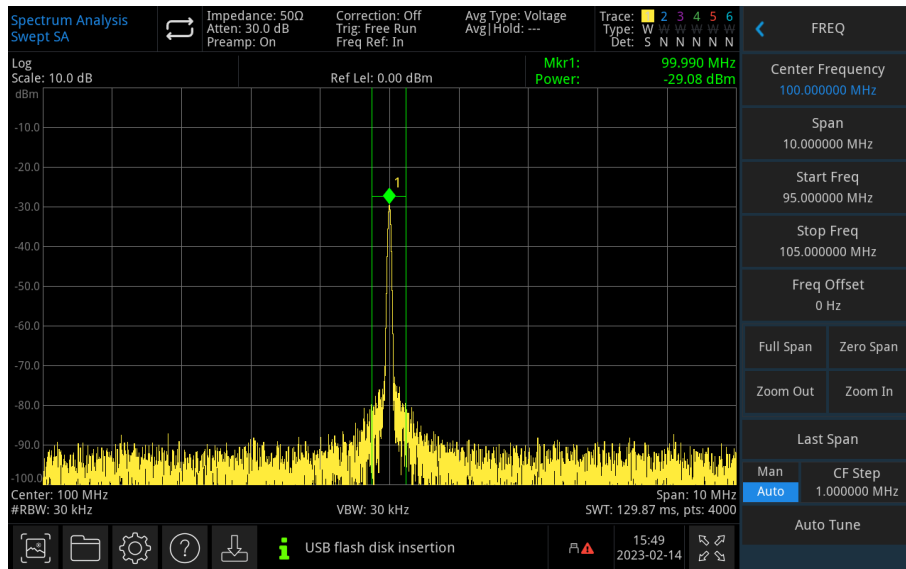 Spectrum Analysis
Swept SA
Impedance: 50Ω
Atten: 30.0 dB
Preamp: On
Correction: Off
Trig: Free Run
Freq Ref: In
Avg Type: Voltage
Avg|Hold: ---
Trace: 1 2 3 4 5 6
Type: W W W W W W
Det: S N N N N N
Log
Scale: 10.0 dB
Ref Lel: 0.00 dBm
Mkr1: 99.990 MHz
Power: -29.08 dBm
dBm
-10.0
-20.0
-30.0
-40.0
-50.0
-60.0
-70.0
-80.0
-90.0
-100.0
1
Center: 100 MHz
#RBW: 30 kHz
VBW: 30 kHz
Span: 10 MHz
SWT: 129.87 ms, pts: 4000
USB flash disk insertion
15:49
2023-02-14
FREQ
Center Frequency
100.000000 MHz
Span
10.000000 MHz
Start Freq
95.000000 MHz
Stop Freq
105.000000 MHz
Freq Offset
0 Hz
Full Span
Zero Span
Zoom Out
Zoom In
Last Span
Man
Auto
CF Step
1.000000 MHz
Auto Tune